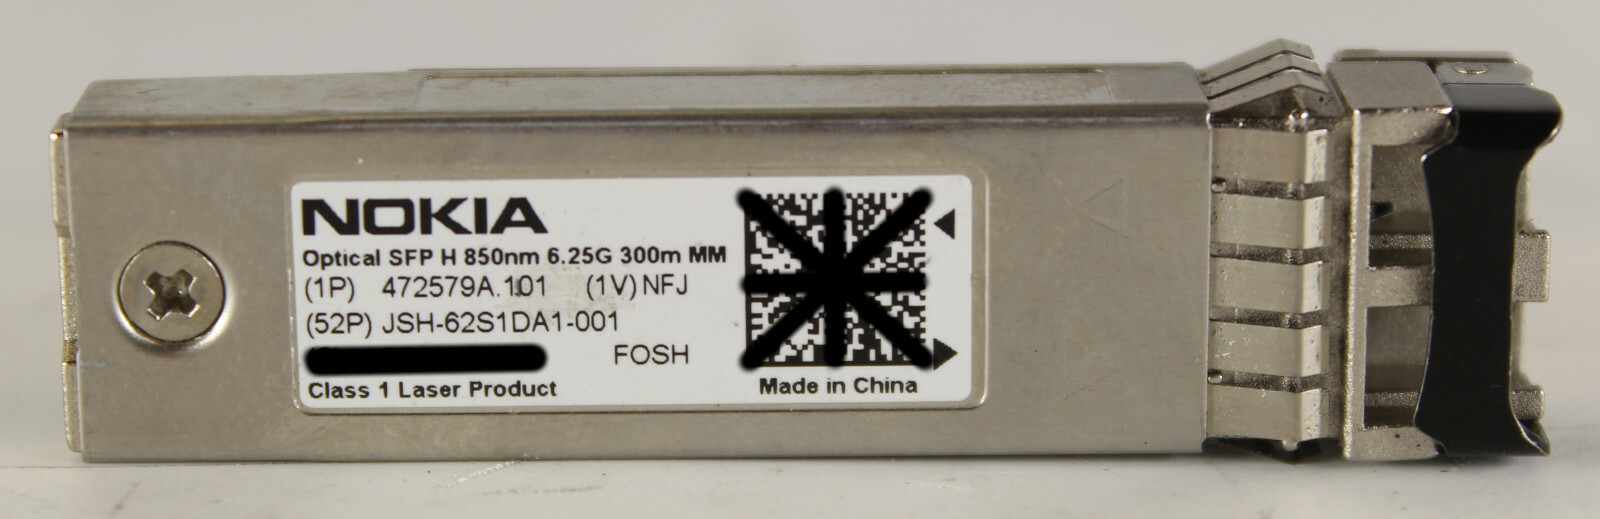 NOKIA
Optical SFP H 850nm 6.25G 300m MM
(1P) 472579A.101 (1V) NFJ
(52P) JSH-62S1DA1-001
FOSH
Class 1 Laser Product Made in China